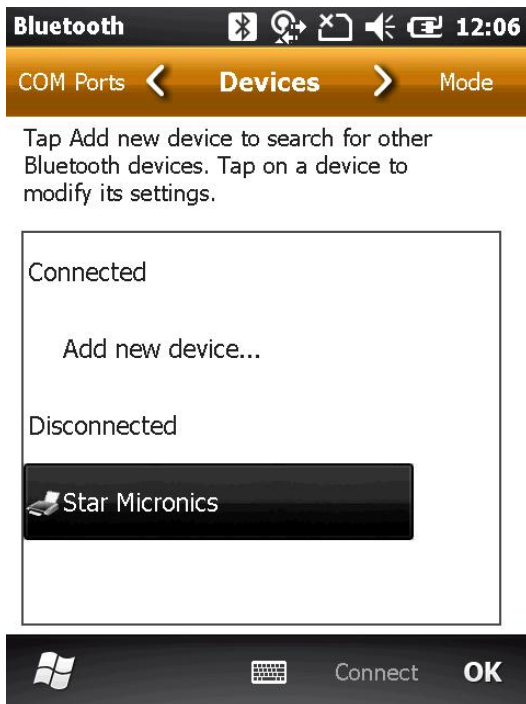 Bluetooth 12:06
COM Ports Devices Mode
Tap Add new device to search for other
Bluetooth devices. Tap on a device to
modify its settings.
Connected
Add new device...
Disconnected
Star Micronics
Connect OK